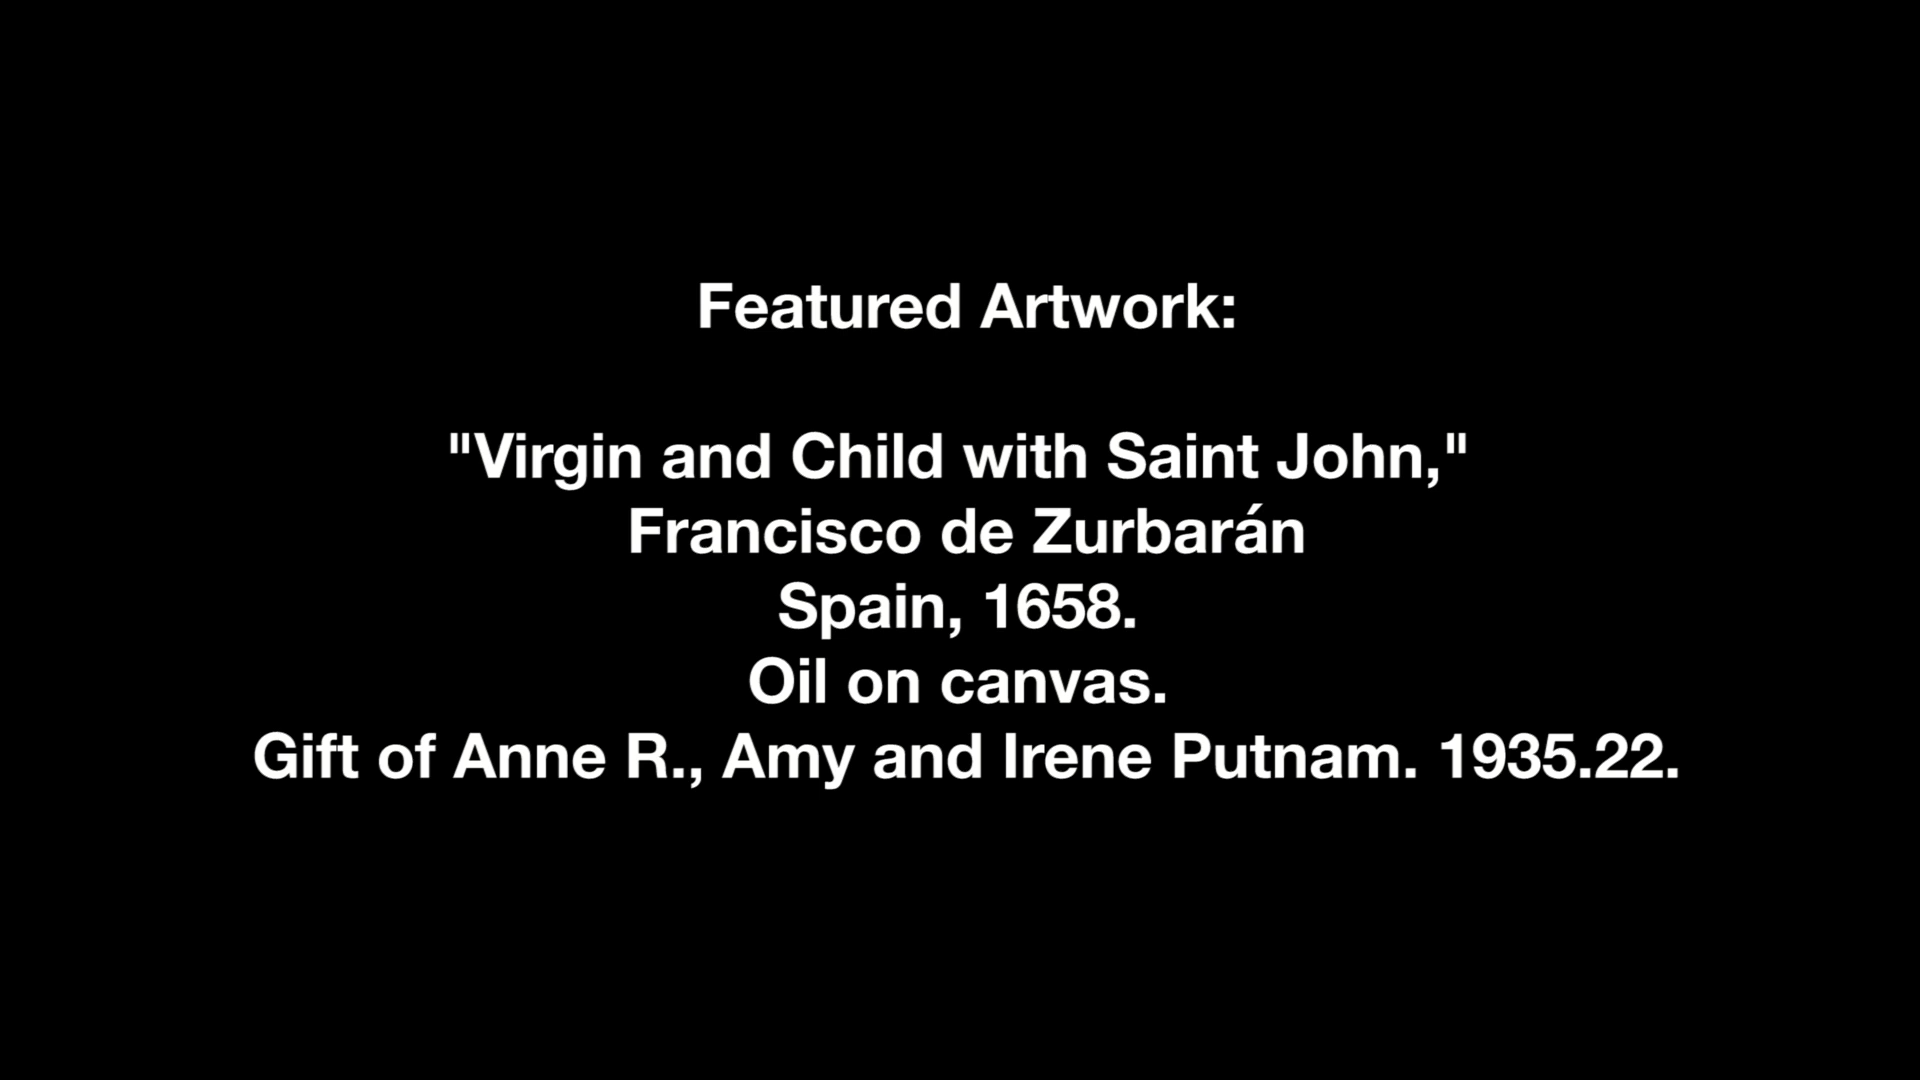 Featured Artwork:
"Virgin and Child with Saint John,"
Francisco de Zurbarán
Spain, 1658.
Oil on canvas.
Gift of Anne R., Amy and Irene Putnam. 1935.22.